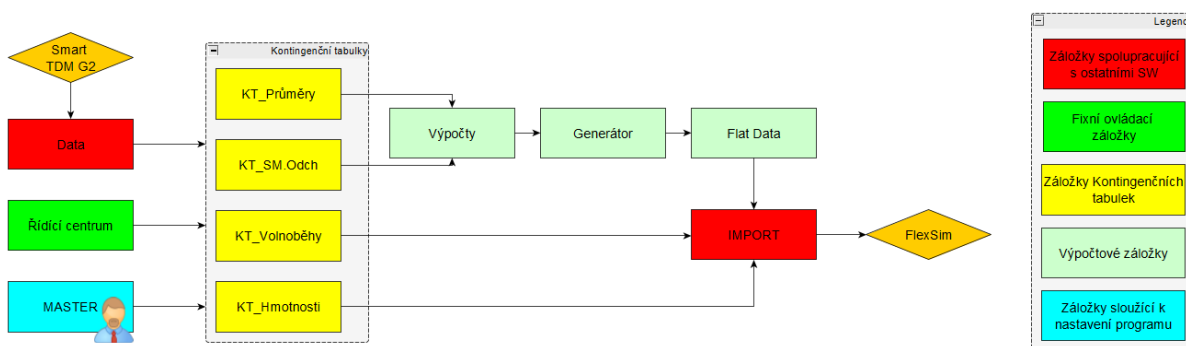 Smart
TDM G2
Data
Řídící centrum
MASTER
Kontingenční tabulky
KT_Průměry
KT_SM.Odch
KT_Volnoběhy
KT_Hmotnosti
Výpočty
Generátor
Flat Data
IMPORT
FlexSim
Legend
Záložky spolupracující
s ostatními SW
Fixní ovládací
záložky
Záložky Kontingenčních
tabulek
Výpočtové záložky
Záložky sloužící k
nastavení programu